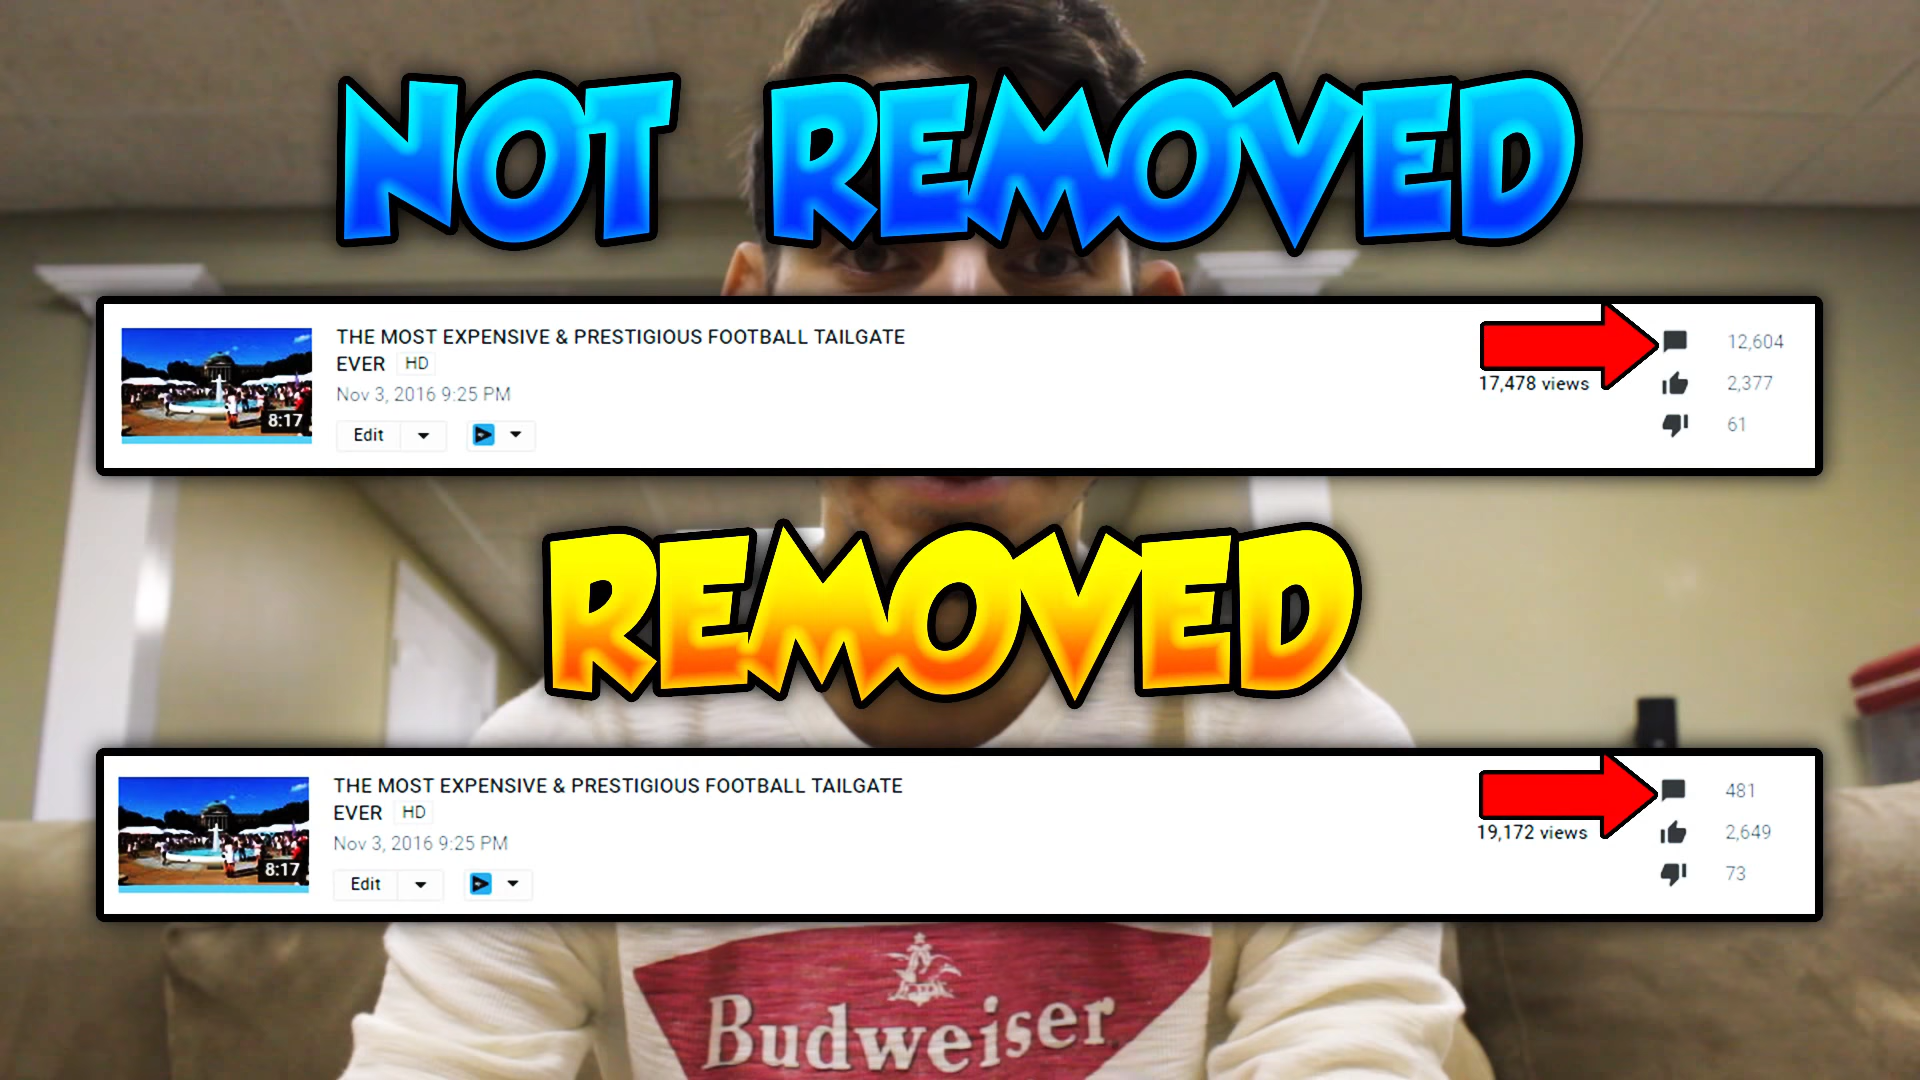 NOT REMOVED
THE MOST EXPENSIVE & PRESTIGIOUS FOOTBALL TAILGATE
EVER HD
Nov 3, 2016 9:25 PM
8:17
Edit
17,478 views
12,604
2,377
61
REMOVED
THE MOST EXPENSIVE & PRESTIGIOUS FOOTBALL TAILGATE
EVER HD
Nov 3, 2016 9:25 PM
8:17
Edit
19,172 views
481
2,649
73
Budweiser